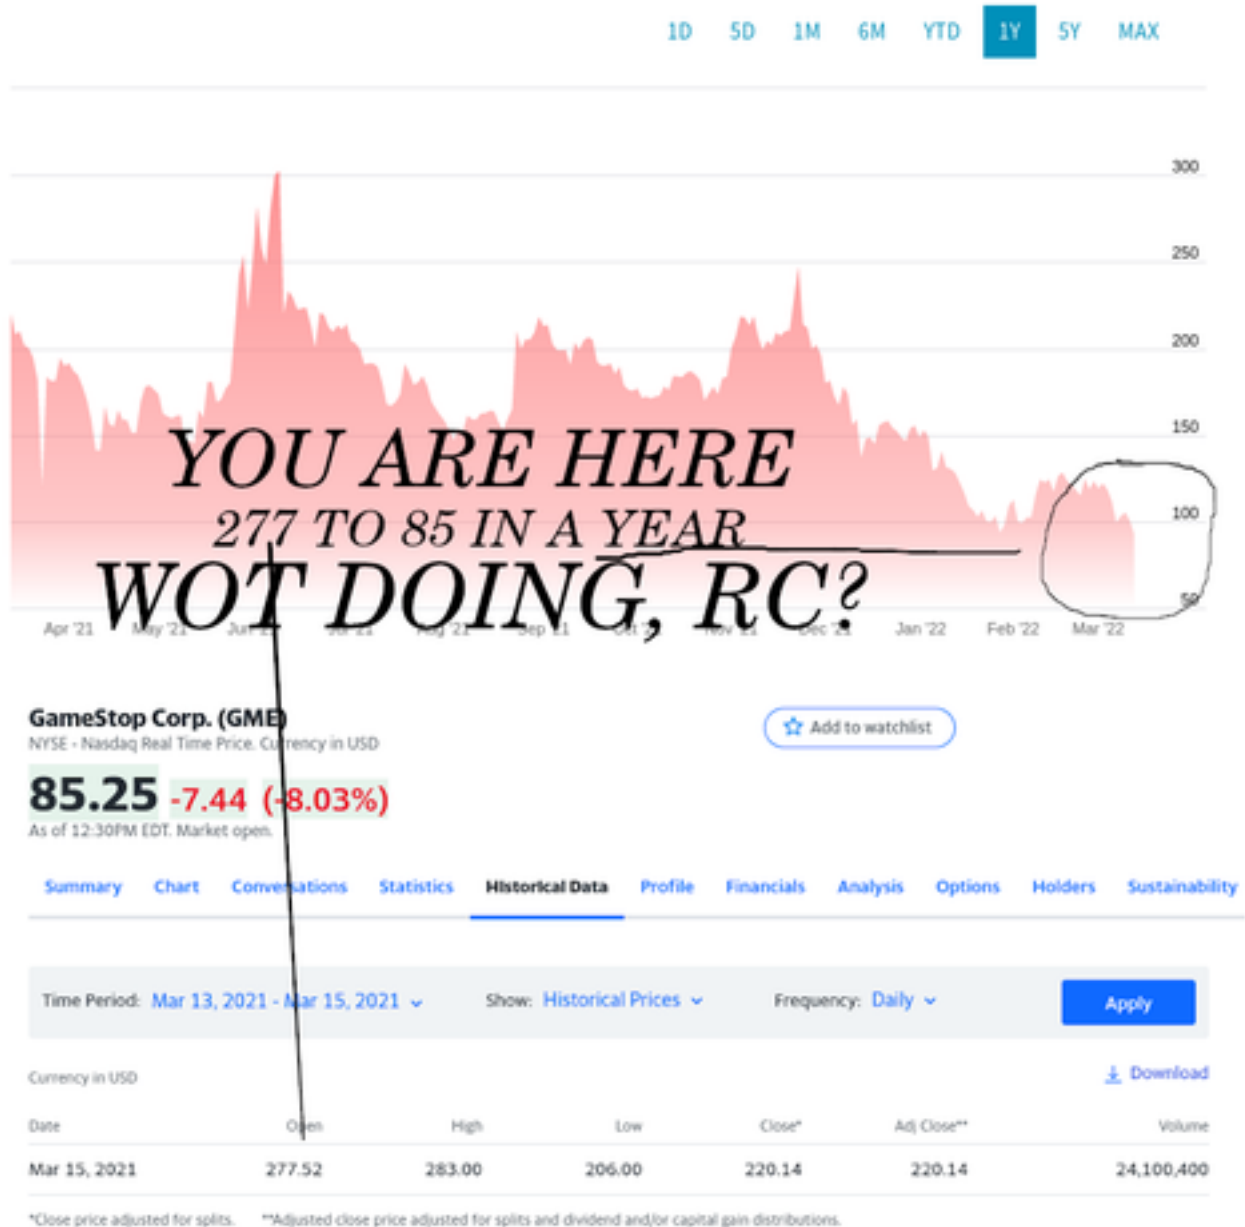 1D 5D 1M 6M YTD 1Y 5Y MAX
300
250
200
150
100
50
YOU ARE HERE
277 TO 85 IN A YEAR
WOT DOING, RC?
Apr '21 May '21 Jun '21 Jul '21 Aug '21 Sep '21 Oct '21 Nov '21 Dec '21 Jan '22 Feb '22 Mar '22
GameStop Corp. (GME)
NYSE - Nasdaq Real Time Price. Currency in USD
Add to watchlist
85.25 -7.44 (-8.03%)
As of 12:30PM EDT. Market open.
Summary Chart Conversations Statistics Historical Data Profile Financials Analysis Options Holders Sustainability
Time Period: Mar 13, 2021 - Mar 15, 2021 Show: Historical Prices Frequency: Daily Apply
Currency in USD Download
Date Open High Low Close* Adj Close** Volume
Mar 15, 2021 277.52 283.00 206.00 220.14 220.14 24,100,400
*Close price adjusted for splits. **Adjusted close price adjusted for splits and dividend and/or capital gain distributions.